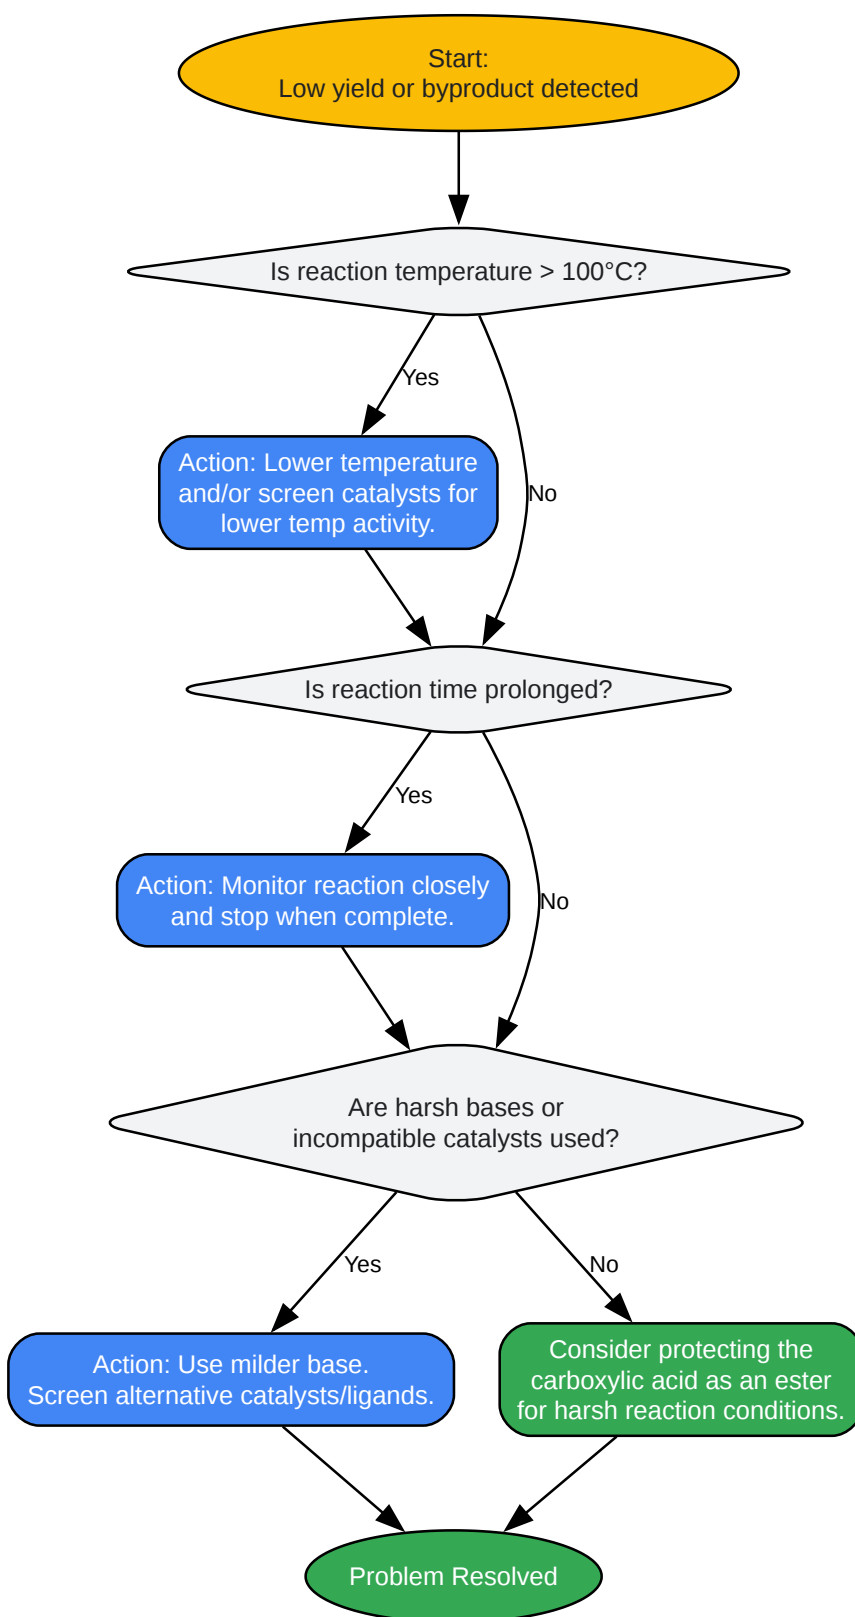 Start:
Low yield or byproduct detected
Is reaction temperature > 100°C?
Yes
Action: Lower temperature
and/or screen catalysts for
lower temp activity.
No
Is reaction time prolonged?
Yes
Action: Monitor reaction closely
and stop when complete.
No
Are harsh bases or
incompatible catalysts used?
Yes
No
Action: Use milder base.
Screen alternative catalysts/ligands.
Consider protecting the
carboxylic acid as an ester
for harsh reaction conditions.
Problem Resolved